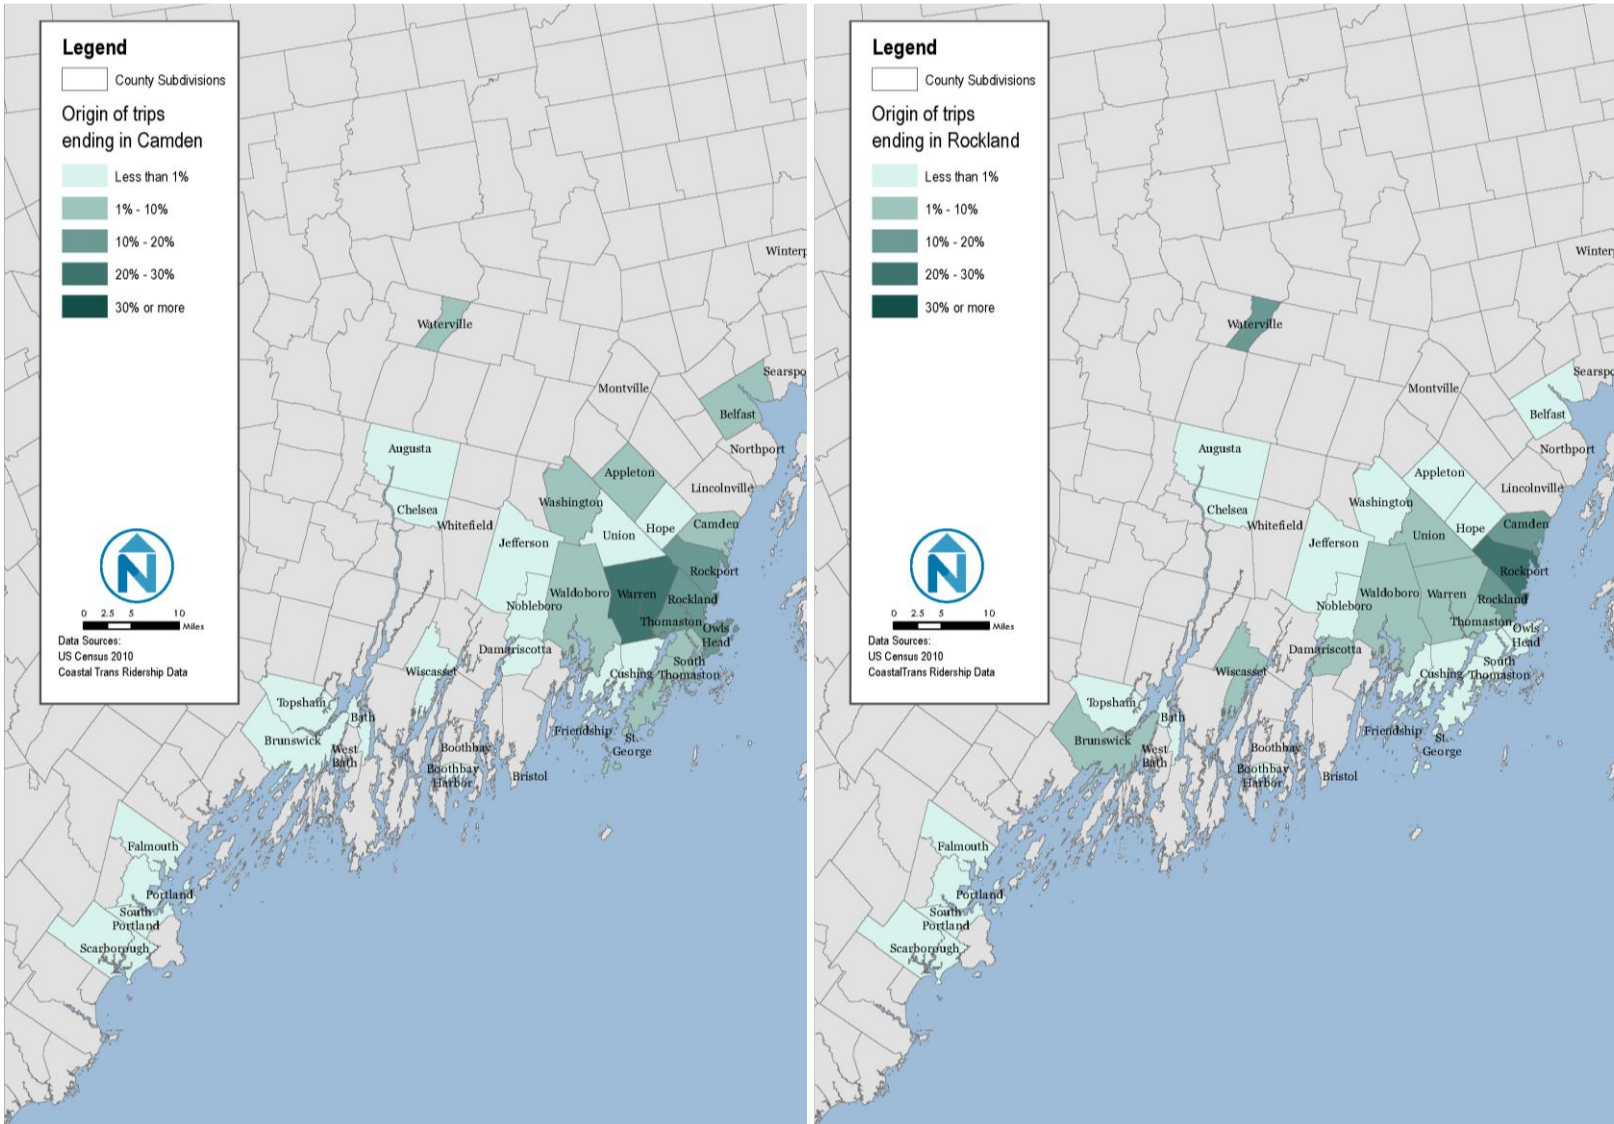 Legend
County Subdivisions
Origin of trips
ending in Camden
Less than 1%
1% - 10%
10% - 20%
20% - 30%
30% or more
N
0 2.5 5 10
Miles
Data Sources:
US Census 2010
Coastal Trans Ridership Data
Winterp
Waterville
Searspo
Montville
Belfast
Northport
Augusta
Appleton
Lincolnville
Washington
Chelsea
Whitefield
Hope
Camden
Union
Jefferson
Rockport
Waldoboro
Warren
Rockland
Nobleboro
Thomaston
Owls
Head
Damariscotta
South
Thomaston
Wiscasset
Cushing
Topsham
Bath
Friendship
St.
George
Brunswick
West
Bath
Boothbay
Boothbay
Harbor
Bristol
Falmouth
Portland
South
Portland
Scarborough
Legend
County Subdivisions
Origin of trips
ending in Rockland
Less than 1%
1% - 10%
10% - 20%
20% - 30%
30% or more
N
0 2.5 5 10
Miles
Data Sources:
US Census 2010
CoastalTrans Ridership Data
Winterp
Waterville
Searspo
Montville
Belfast
Northport
Augusta
Appleton
Lincolnville
Washington
Chelsea
Whitefield
Hope
Camden
Union
Jefferson
Rockport
Waldoboro
Warren
Rockland
Nobleboro
Thomaston
Owls
Head
Damariscotta
South
Thomaston
Wiscasset
Cushing
Topsham
Bath
Friendship
St.
George
Brunswick
West
Bath
Boothbay
Boothbay
Harbor
Bristol
Falmouth
Portland
South
Portland
Scarborough